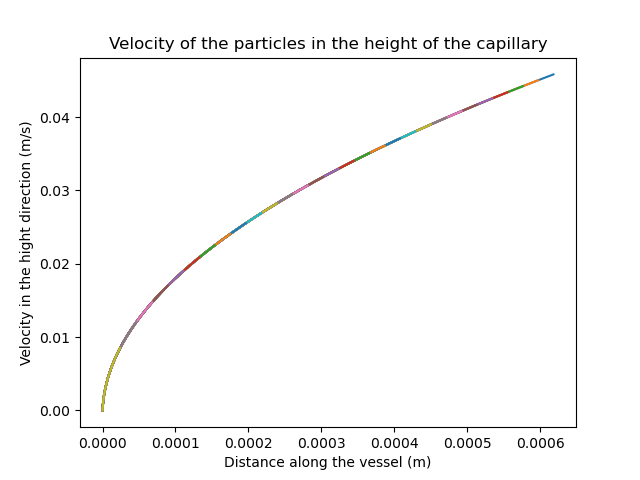 Velocity of the particles in the height of the capillary
Velocity in the hight direction (m/s)
0.04
0.03
0.02
0.01
0.00
0.0000 0.0001 0.0002 0.0003 0.0004 0.0005 0.0006
Distance along the vessel (m)